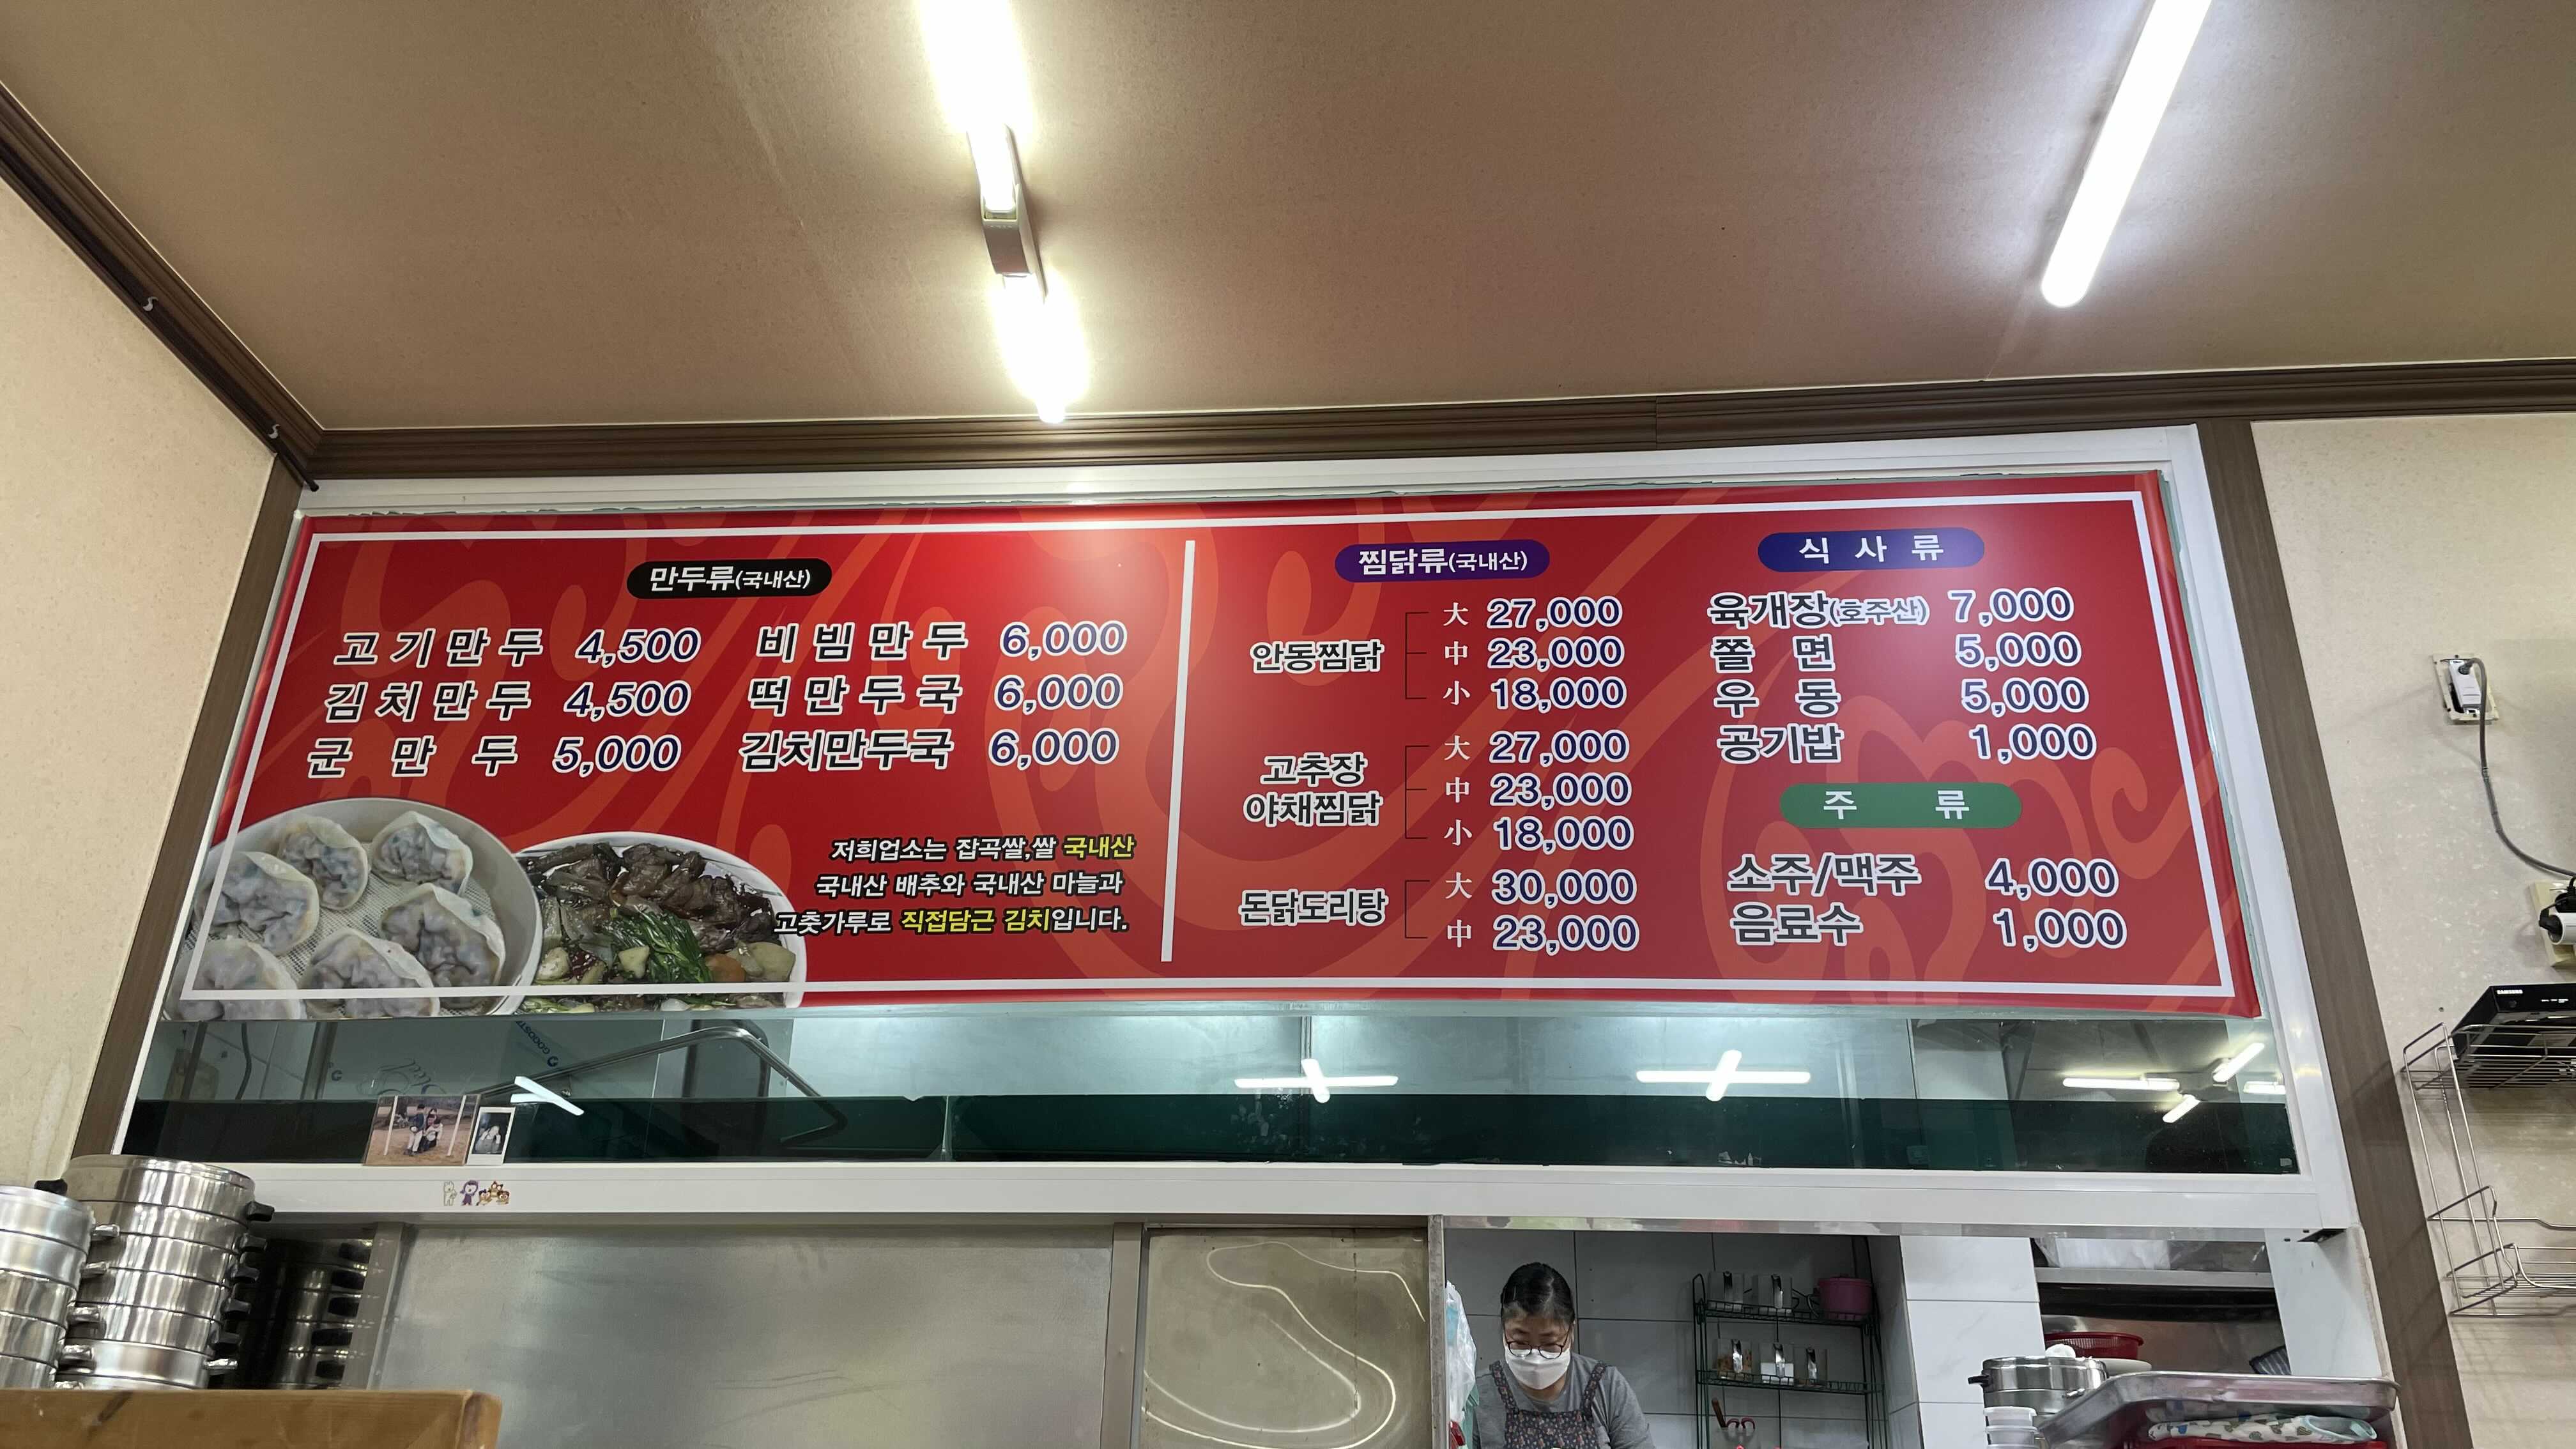 만두류(국내산)
고기만두 4,500
김치만두 4,500
군만두 5,000
비빔만두 6,000
떡만두국 6,000
김치만두국 6,000
저희업소는 잡곡쌀,쌀 국내산
국내산 배추와 국내산 마늘과
고춧가루로 직접담근 김치입니다.
찜닭류(국내산)
안동찜닭
大 27,000
中 23,000
小 18,000
고추장
야채찜닭
大 27,000
中 23,000
小 18,000
돈닭도리탕
大 30,000
中 23,000
식사류
육개장(호주산) 7,000
쫄면 5,000
우동 5,000
공기밥 1,000
주류
소주/맥주 4,000
음료수 1,000
SAMSUNG